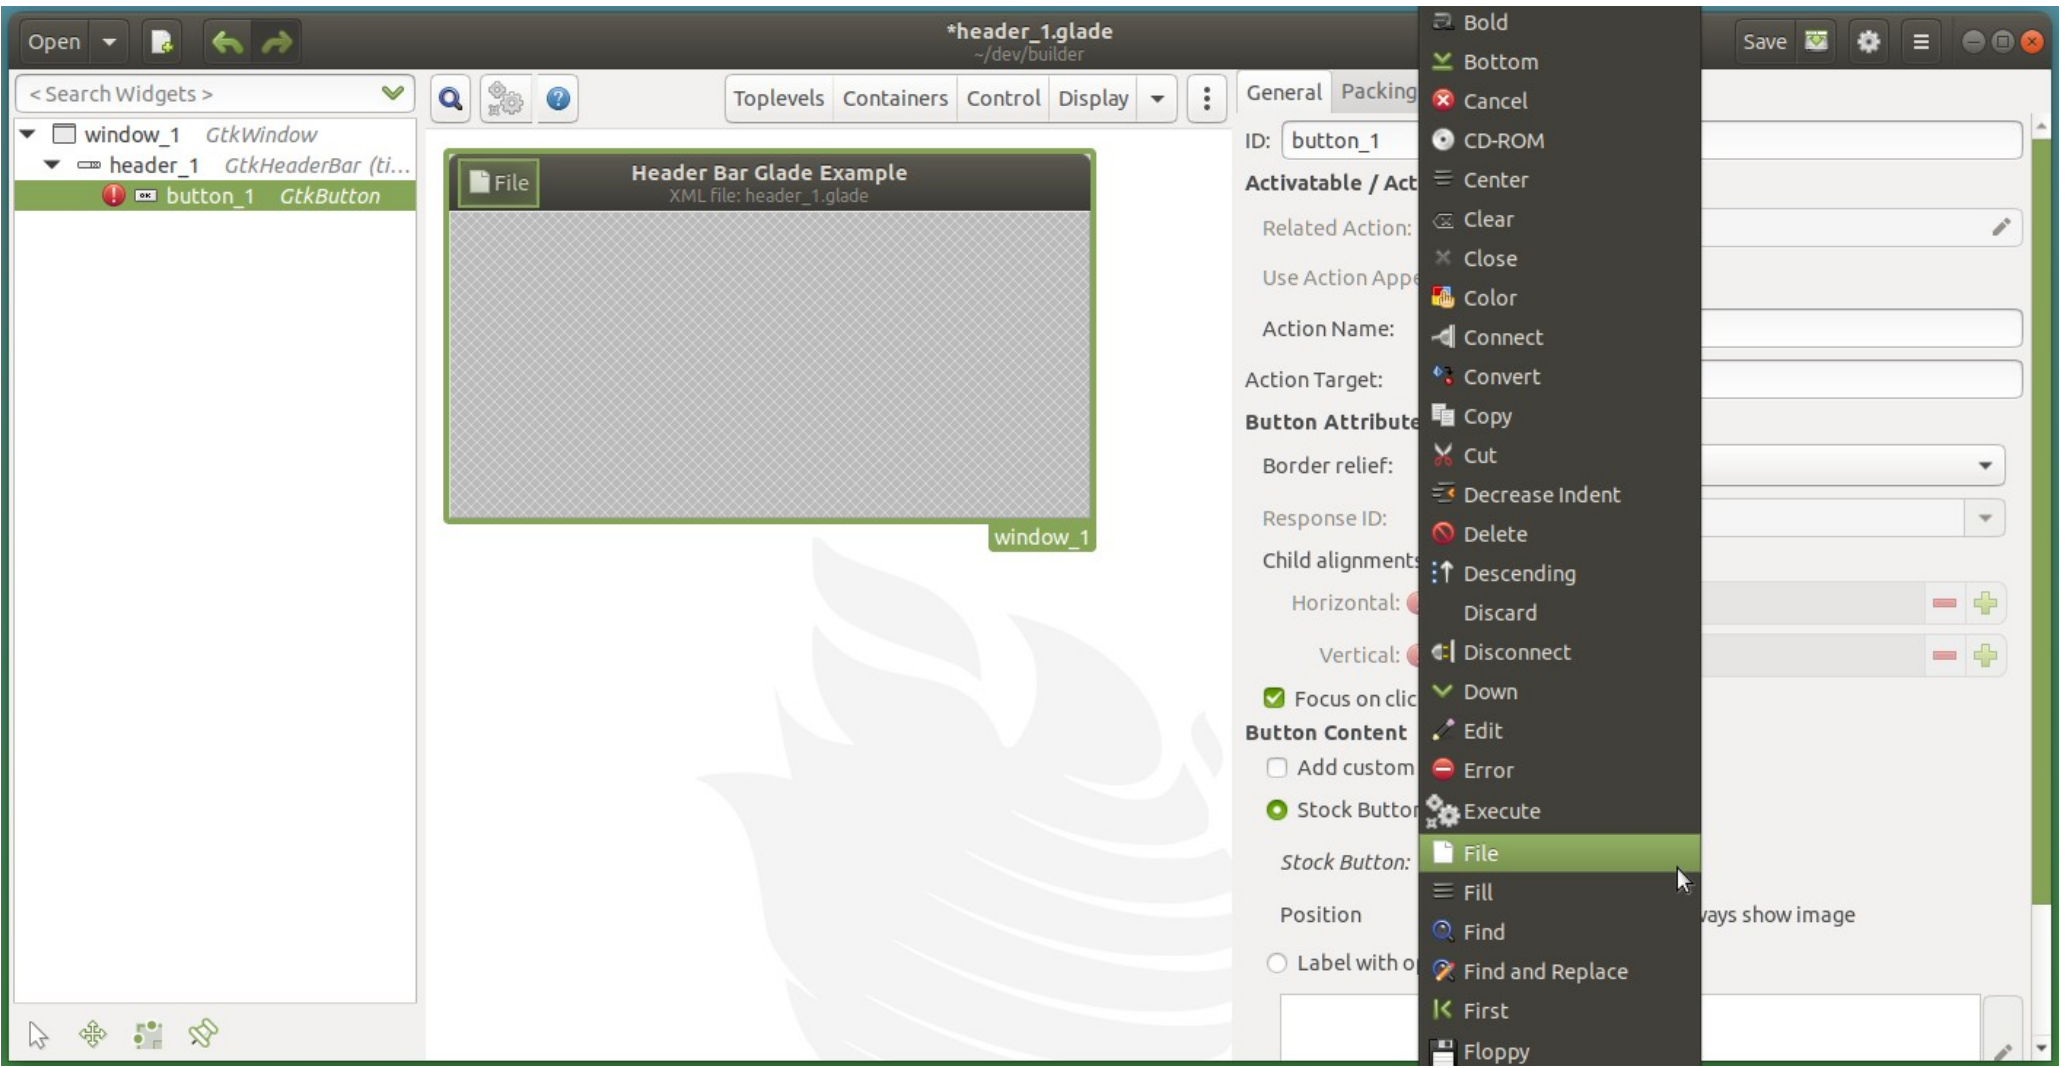 Open
*header_1.glade
~/dev/builder
Save
< Search Widgets >
window_1 GtkWindow
header_1 GtkHeaderBar (ti...
button_1 GtkButton
Toplevels Containers Control Display
File
Header Bar Glade Example
XML file: header_1.glade
window_1
General Packing
ID: button_1
Activatable / Act
Related Action:
Use Action Appe
Action Name:
Action Target:
Button Attribute
Border relief:
Response ID:
Child alignments
Horizontal:
Vertical:
Focus on clic
Button Content
Add custom
Stock Button
Stock Button:
Position
ways show image
Label with op
Bold
Bottom
Cancel
CD-ROM
Center
Clear
Close
Color
Connect
Convert
Copy
Cut
Decrease Indent
Delete
Descending
Discard
Disconnect
Down
Edit
Error
Execute
File
Fill
Find
Find and Replace
First
Floppy